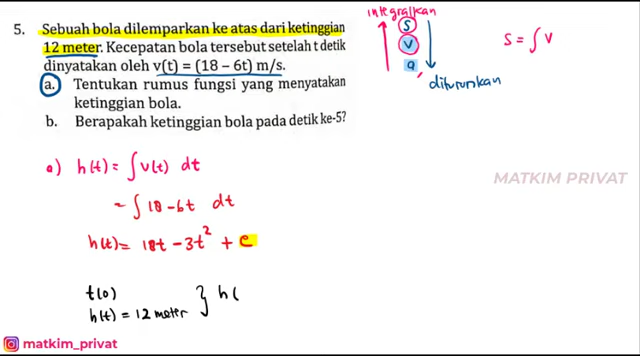 5. Sebuah bola dilemparkan ke atas dari ketinggian
12 meter. Kecepatan bola tersebut setelah t detik
dinyatakan oleh v(t) = (18 – 6t) m/s.
a. Tentukan rumus fungsi yang menyatakan
ketinggian bola.
b. Berapakah ketinggian bola pada detik ke-5?
integralkan
S
V
a
diturunkan
S = ∫ V
MATKIM PRIVAT
a) h(t) = ∫ v(t) dt
= ∫ 18 - 6t dt
h(t) = 18t - 3t² + c
t(0)
h(t) = 12 meter } h(
matkim_privat